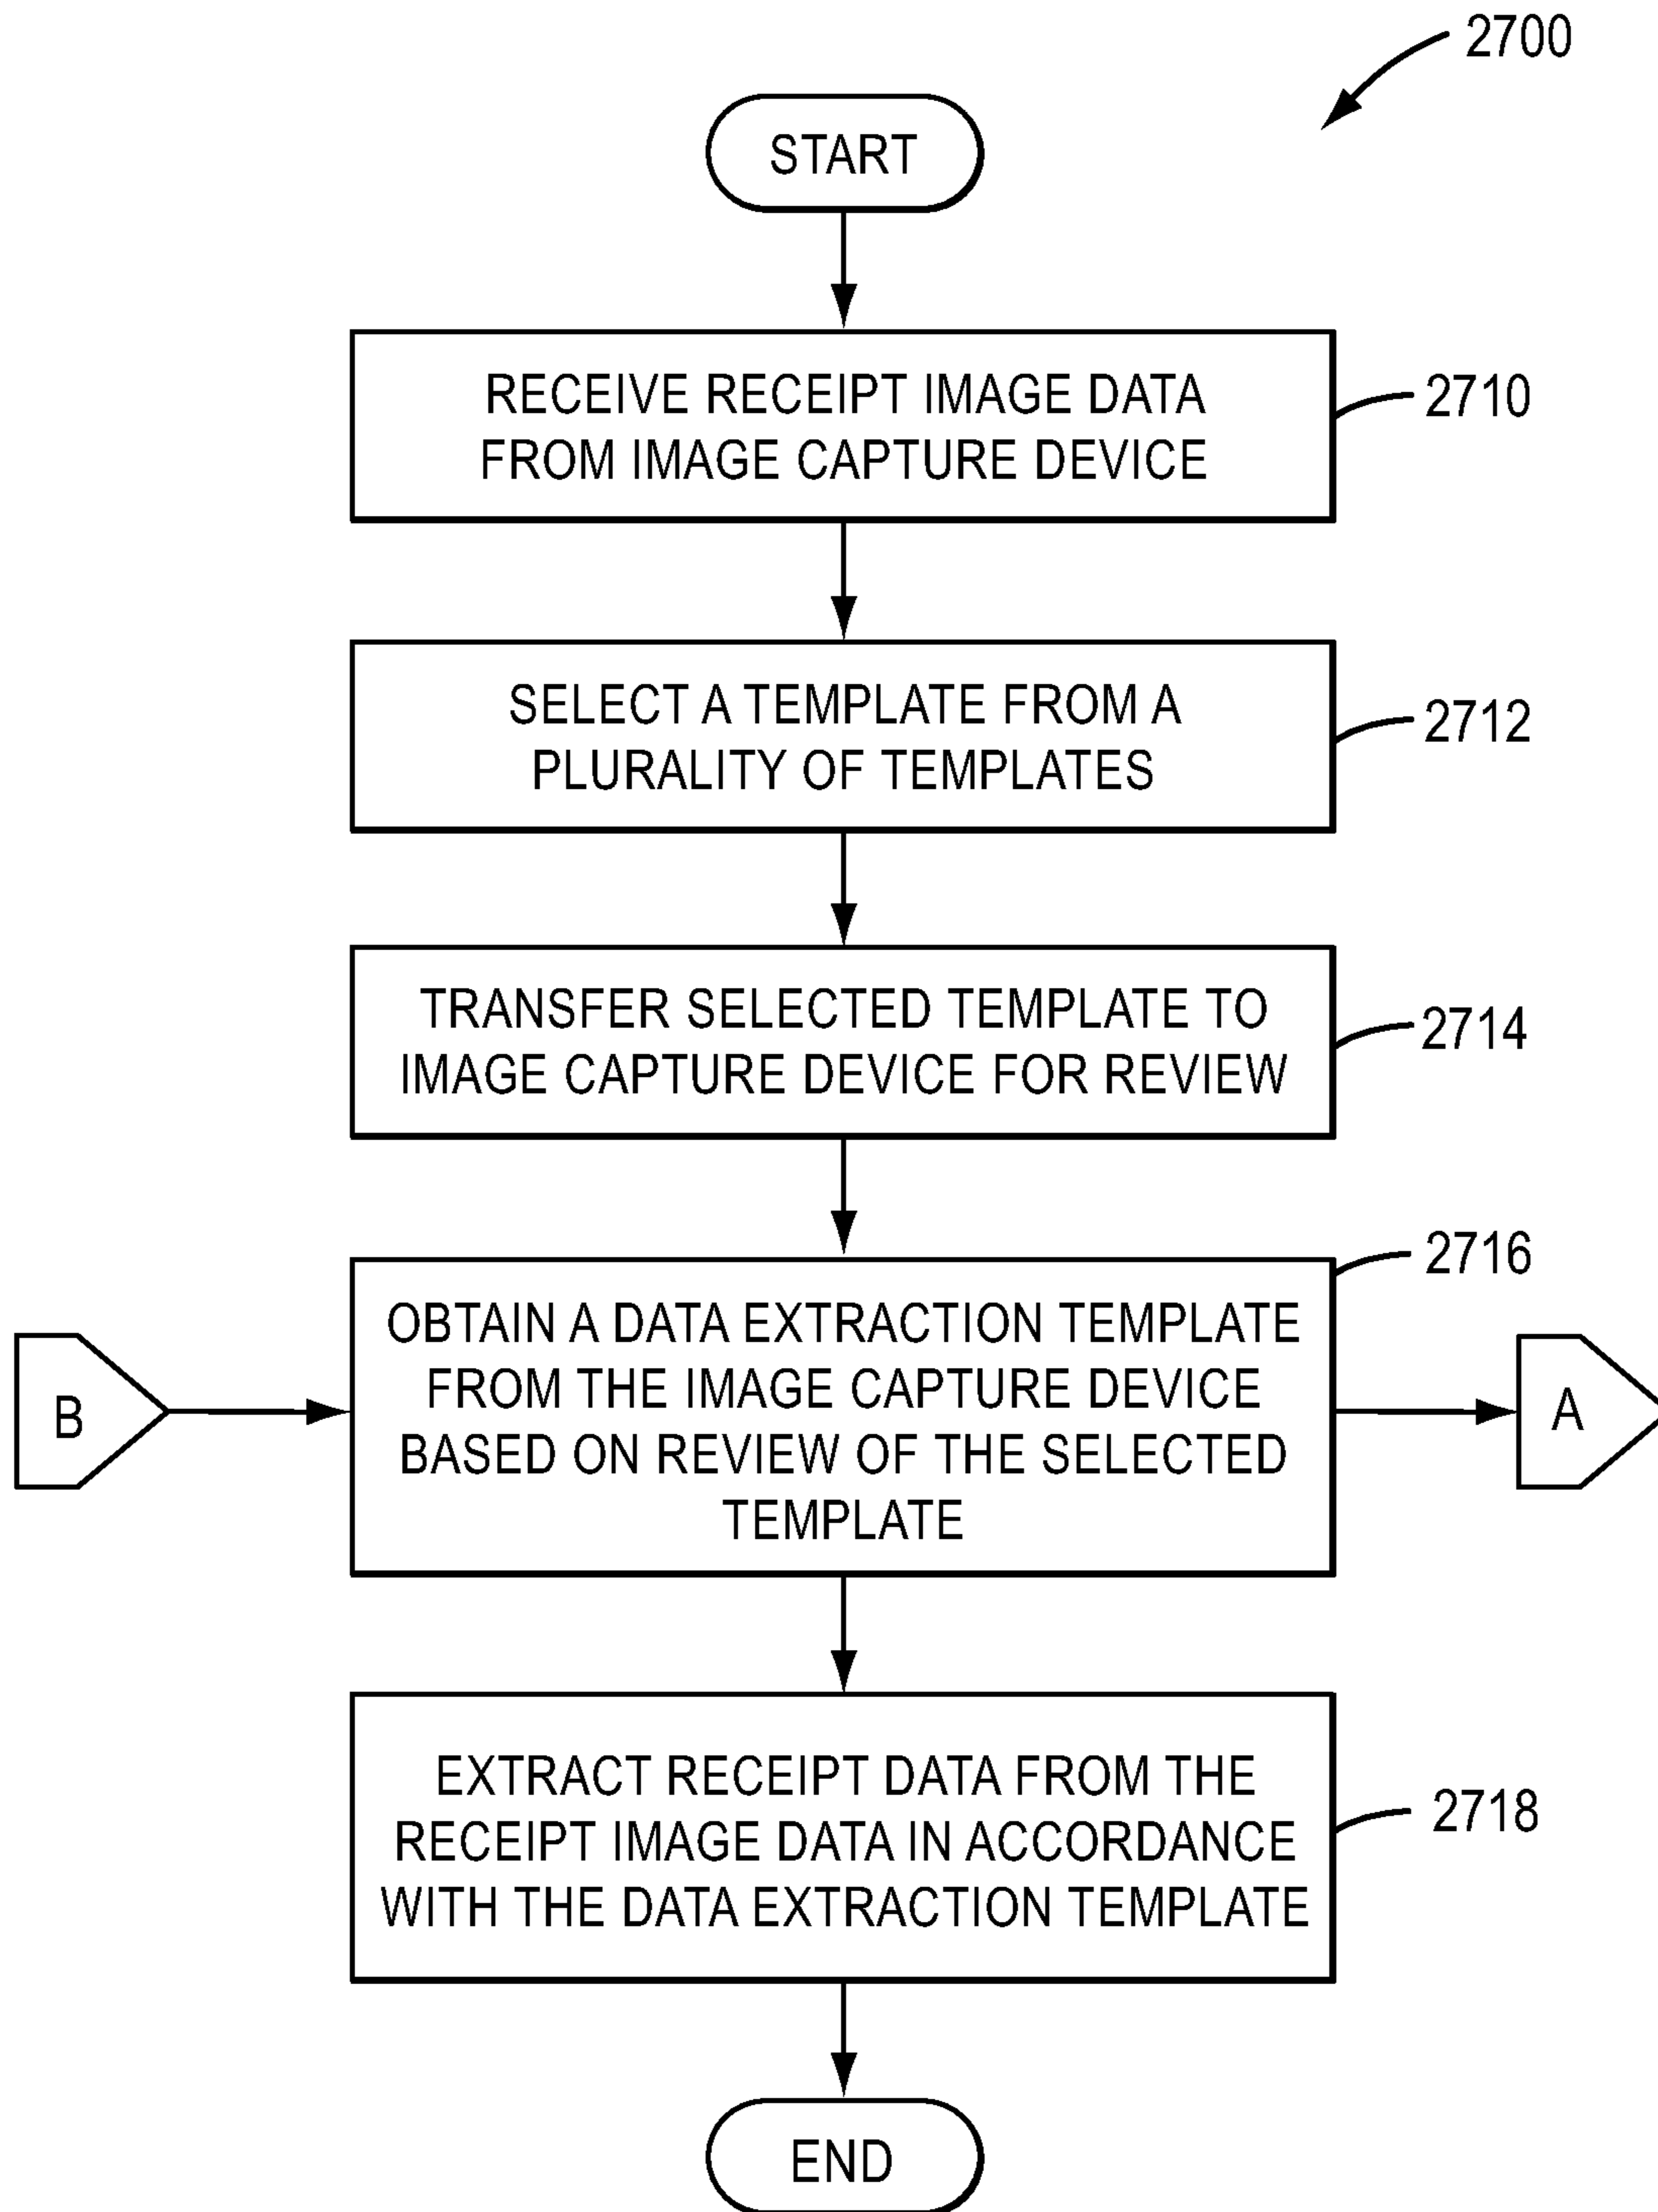 2700
START
RECEIVE RECEIPT IMAGE DATA
FROM IMAGE CAPTURE DEVICE
2710
SELECT A TEMPLATE FROM A
PLURALITY OF TEMPLATES
2712
TRANSFER SELECTED TEMPLATE TO
IMAGE CAPTURE DEVICE FOR REVIEW
2714
2716
OBTAIN A DATA EXTRACTION TEMPLATE
FROM THE IMAGE CAPTURE DEVICE
BASED ON REVIEW OF THE SELECTED
TEMPLATE
B
A
EXTRACT RECEIPT DATA FROM THE
RECEIPT IMAGE DATA IN ACCORDANCE
WITH THE DATA EXTRACTION TEMPLATE
2718
END